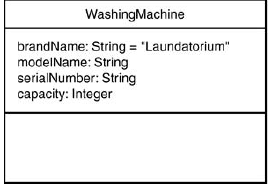 WashingMachine
brandName: String = "Laundatorium"
modelName: String
serialNumber: String
capacity: Integer